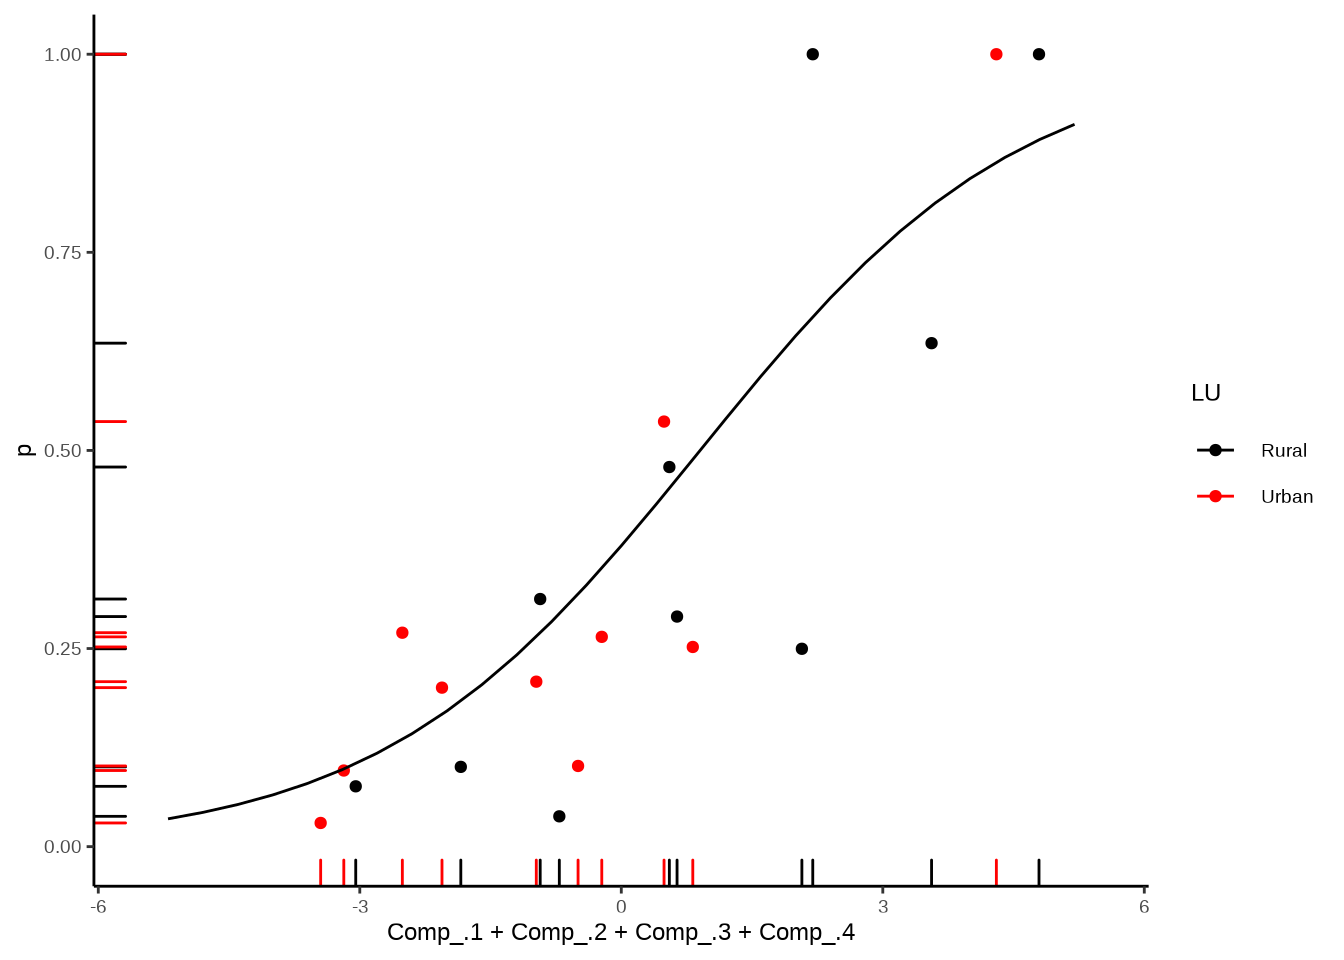 1.00
0.75
0.50
0.25
0.00
p
-6 -3 0 3 6
Comp_.1 + Comp_.2 + Comp_.3 + Comp_.4
LU
Rural
Urban